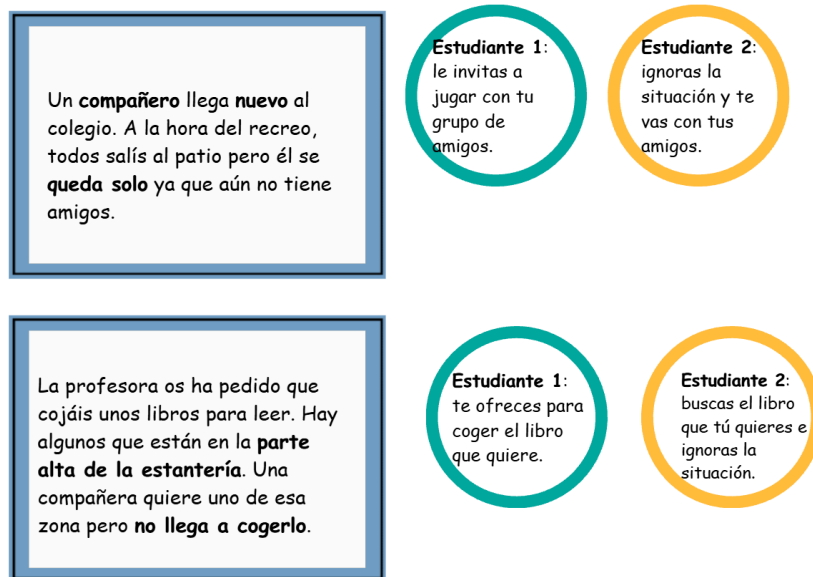 Un compañero llega nuevo al
colegio. A la hora del recreo,
todos salís al patio pero él se
queda solo ya que aún no tiene
amigos.
Estudiante 1:
le invitas a
jugar con tu
grupo de
amigos.
Estudiante 2:
ignoras la
situación y te
vas con tus
amigos.
La profesora os ha pedido que
cojáis unos libros para leer. Hay
algunos que están en la parte
alta de la estantería. Una
compañera quiere uno de esa
zona pero no llega a cogerlo.
Estudiante 1:
te ofreces para
coger el libro
que quiere.
Estudiante 2:
buscas el libro
que tú quieres e
ignoras la
situación.